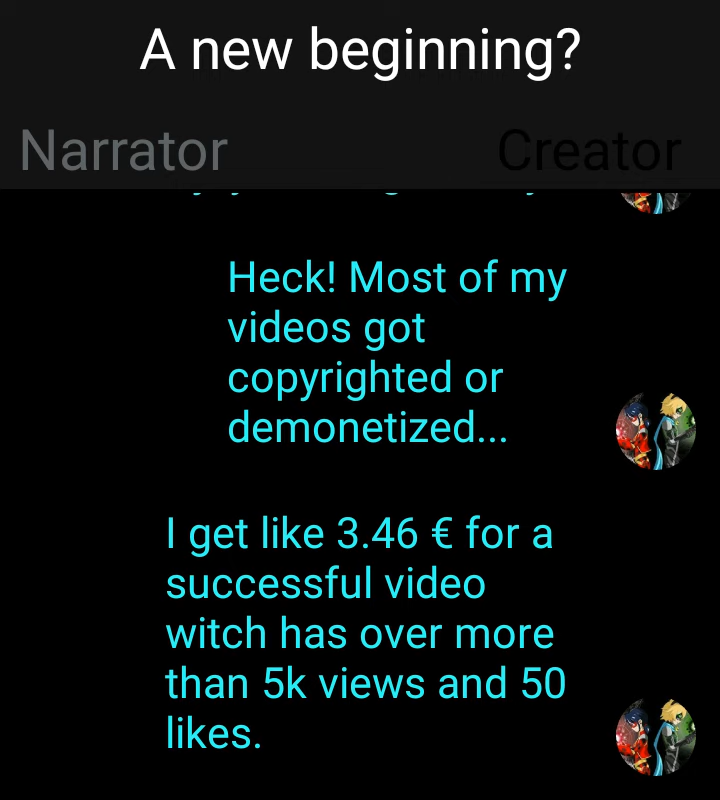 A new beginning?
Narrator
Creator
Heck! Most of my
videos got
copyrighted or
demonetized...
I get like 3.46 € for a
successful video
witch has over more
than 5k views and 50
likes.